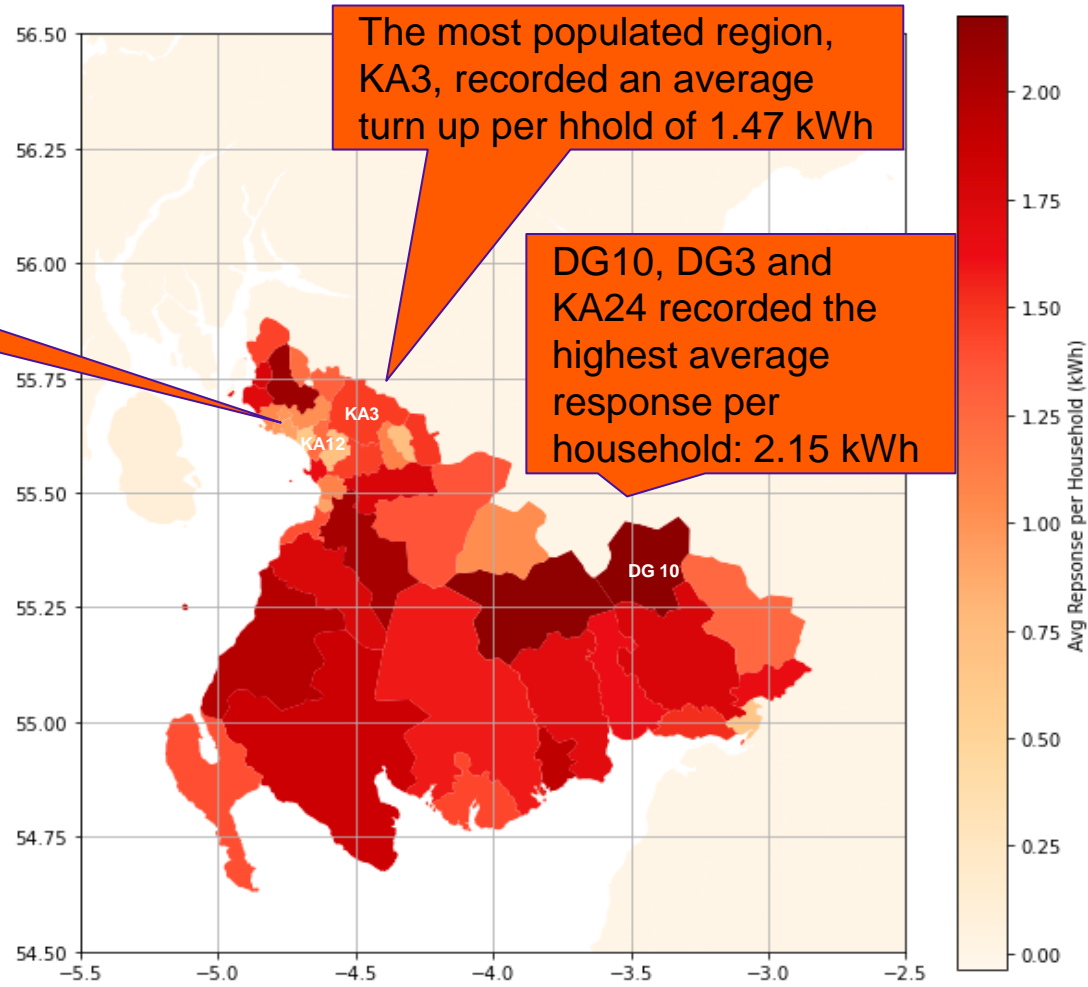 The most populated region,
KA3, recorded an average
turn up per hhold of 1.47 kWh
DG10, DG3 and
KA24 recorded the
highest average
response per
household: 2.15 kWh
KA3
KA12
DG 10
56.50
56.25
56.00
55.75
55.50
55.25
55.00
54.75
54.50
−5.5
−5.0
−4.5
−4.0
−3.5
−3.0
−2.5
2.00
1.75
1.50
1.25
1.00
0.75
0.50
0.25
0.00
Avg Repsonse per Household (kWh)